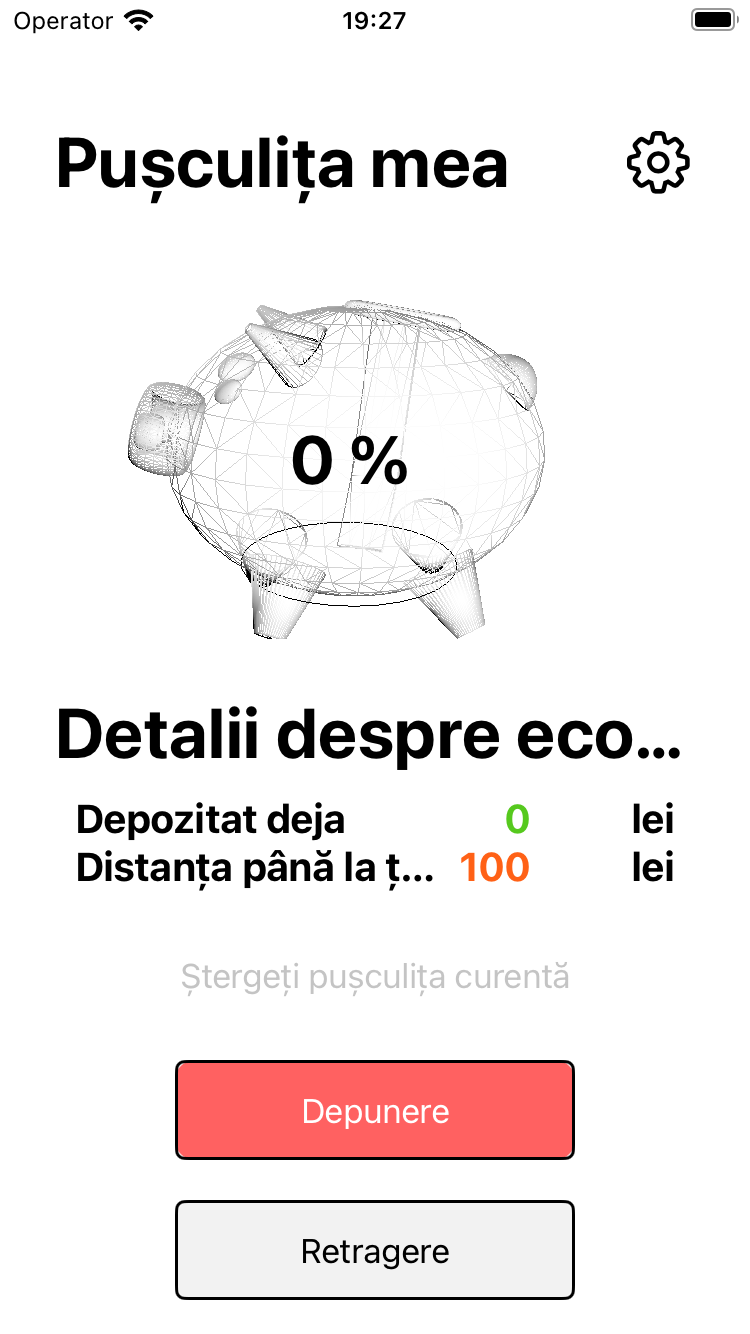 Operator 19:27
Pușculița mea
0 %
Detalii despre eco...
Depozitat deja 0 lei
Distanța până la ț... 100 lei
Ștergeți pușculița curentă
Depunere
Retragere